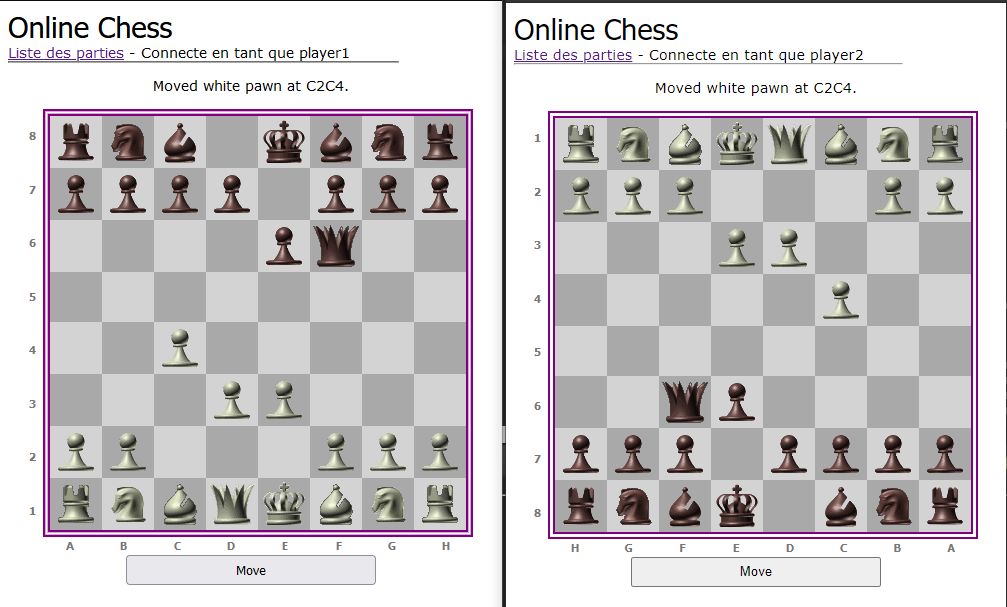 Online Chess
Liste des parties - Connecte en tant que player1
Moved white pawn at C2C4.
8
7
6
5
4
3
2
1
A B C D E F G H
Move
Online Chess
Liste des parties - Connecte en tant que player2
Moved white pawn at C2C4.
1
2
3
4
5
6
7
8
H G F E D C B A
Move